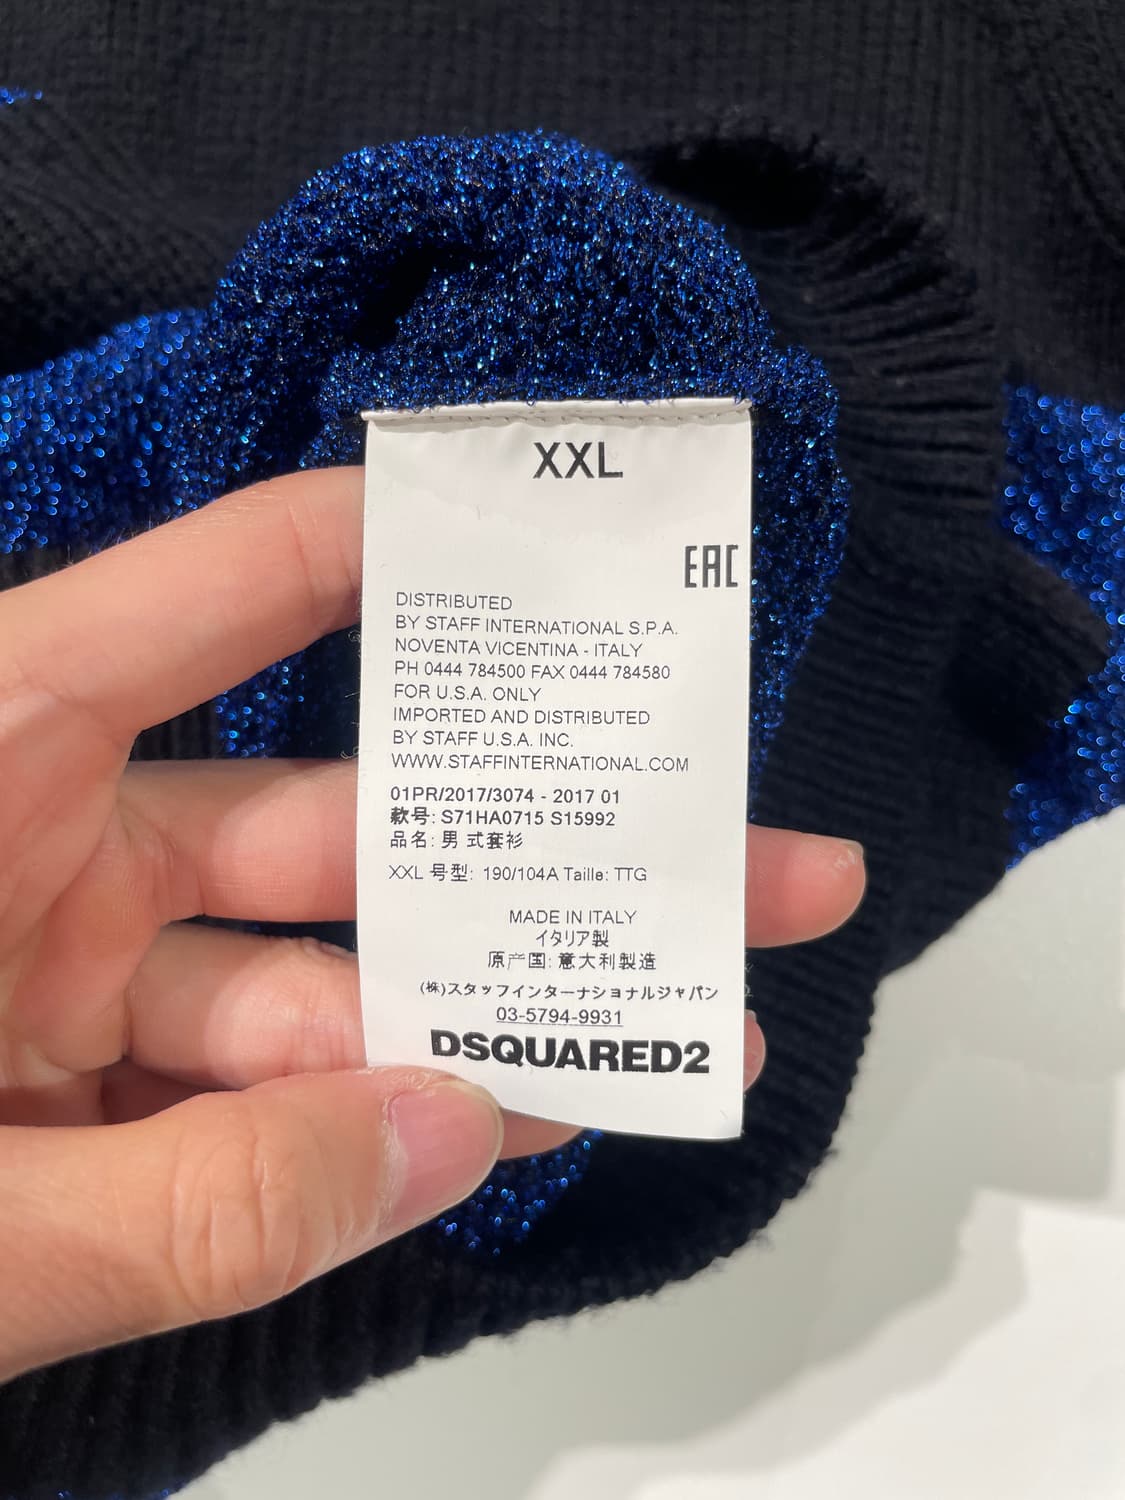 XXL
EAC
DISTRIBUTED
BY STAFF INTERNATIONAL S.P.A.
NOVENTA VICENTINA - ITALY
PH 0444 784500 FAX 0444 784580
FOR U.S.A. ONLY
IMPORTED AND DISTRIBUTED
BY STAFF U.S.A. INC.
WWW.STAFFINTERNATIONAL.COM
01PR/2017/3074 - 2017 01
款号: S71HA0715 S15992
品名: 男 式套衫
XXL 号型: 190/104A Taille: TTG
MADE IN ITALY
イタリア製
原产国: 意大利製造
(株)スタッフインターナショナルジャパン
03-5794-9931
DSQUARED2